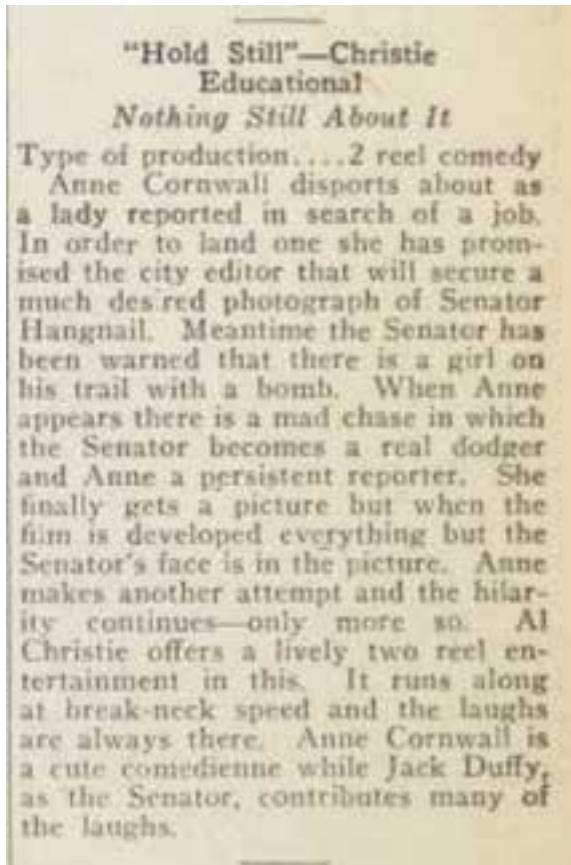 "Hold Still"—Christie
Educational
Nothing Still About It
Type of production....2 reel comedy
Anne Cornwall disports about as
a lady reported in search of a job.
In order to land one she has prom-
ised the city editor that will secure a
much des red photograph of Senator
Hangnail. Meantime the Senator has
been warned that there is a girl on
his trail with a bomb. When Anne
appears there is a mad chase in which
the Senator becomes a real dodger
and Anne a persistent reporter. She
finally gets a picture but when the
film is developed everything but the
Senator's face is in the picture. Anne
makes another attempt and the hilar-
ity continues—only more so. Al
Christie offers a lively two reel en-
tertainment in this. It runs along
at break-neck speed and the laughs
are always there. Anne Cornwall is
a cute comedienne while Jack Duffy,
as the Senator, contributes many of
the laughs.